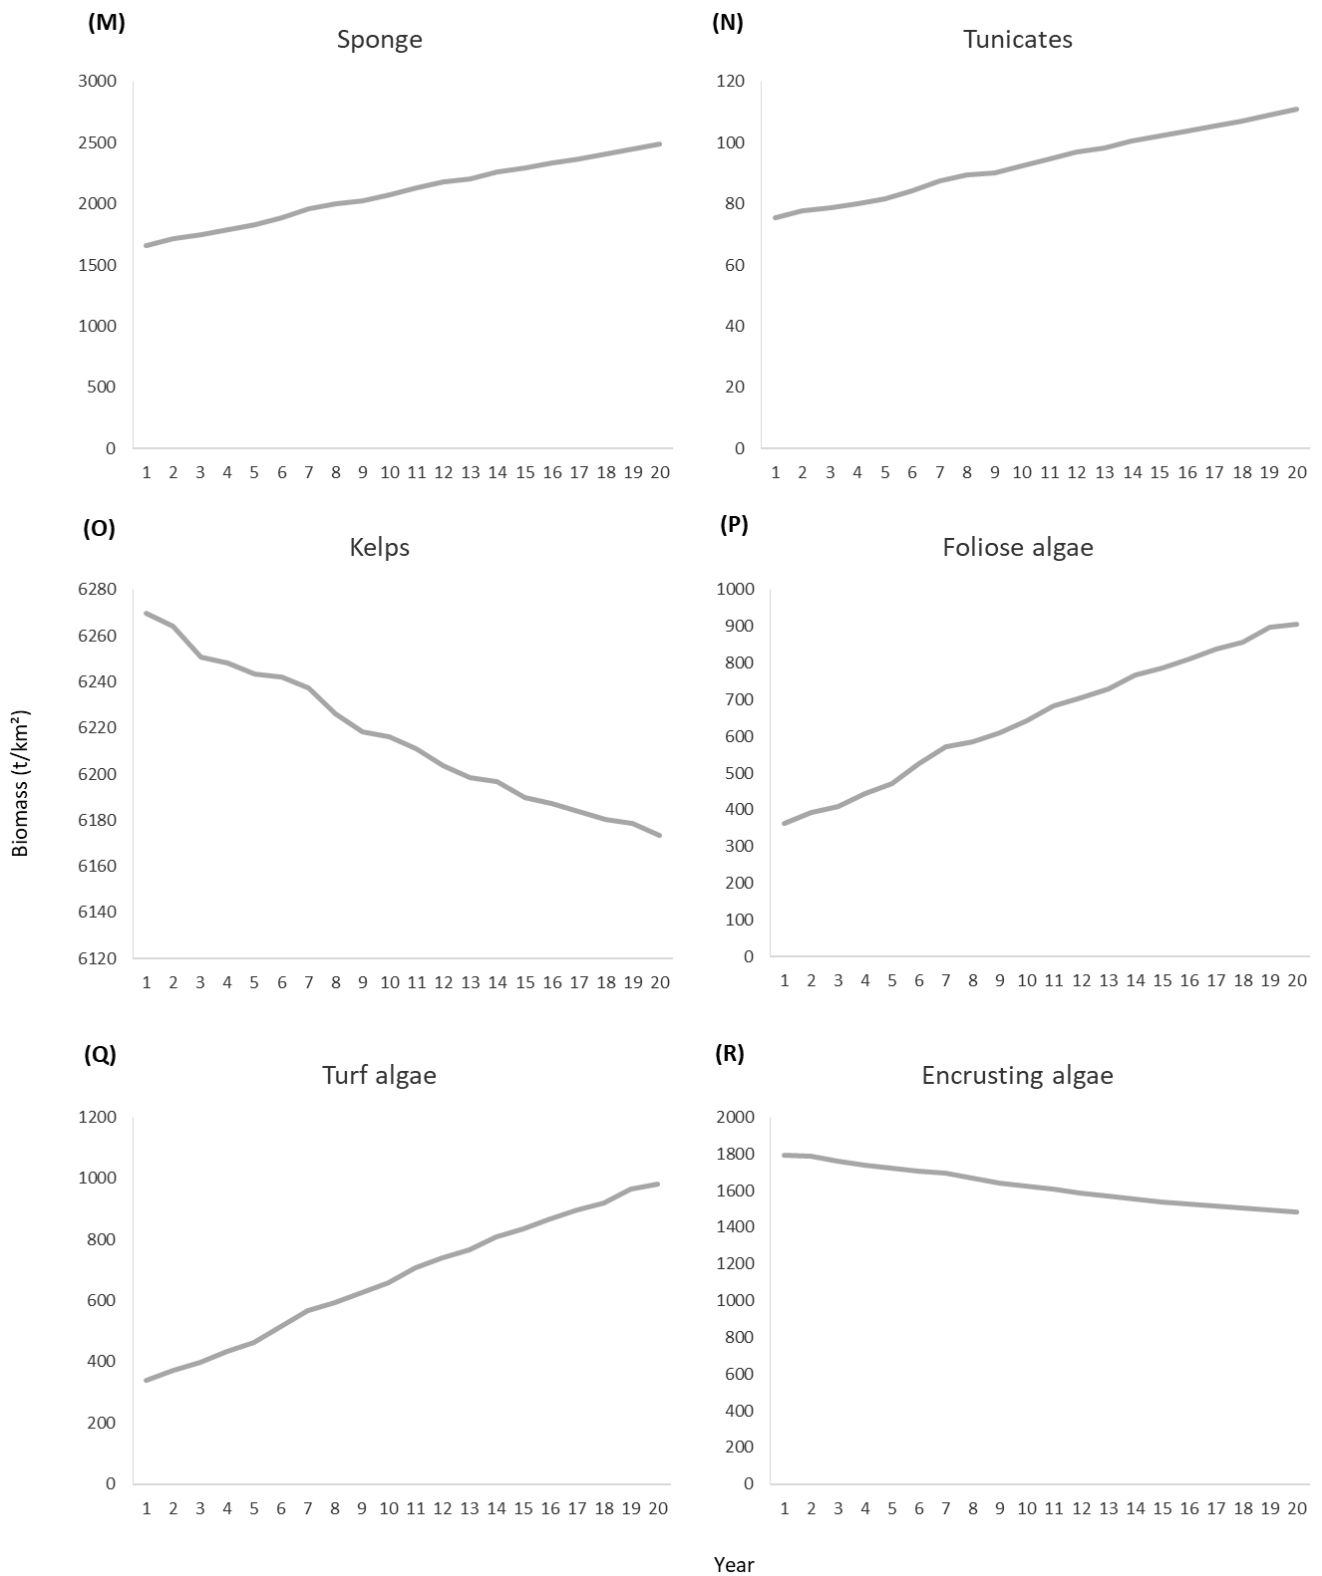 (M)
Sponge
3000
2500
2000
1500
1000
500
0
1 2 3 4 5 6 7 8 9 10 11 12 13 14 15 16 17 18 19 20
(N)
Tunicates
120
100
80
60
40
20
0
1 2 3 4 5 6 7 8 9 10 11 12 13 14 15 16 17 18 19 20
Biomass (t/km²)
(O)
Kelps
6280
6260
6240
6220
6200
6180
6160
6140
6120
1 2 3 4 5 6 7 8 9 10 11 12 13 14 15 16 17 18 19 20
(P)
Foliose algae
1000
900
800
700
600
500
400
300
200
100
0
1 2 3 4 5 6 7 8 9 10 11 12 13 14 15 16 17 18 19 20
(Q)
Turf algae
1200
1000
800
600
400
200
0
1 2 3 4 5 6 7 8 9 10 11 12 13 14 15 16 17 18 19 20
(R)
Encrusting algae
2000
1800
1600
1400
1200
1000
800
600
400
200
0
1 2 3 4 5 6 7 8 9 10 11 12 13 14 15 16 17 18 19 20
Year